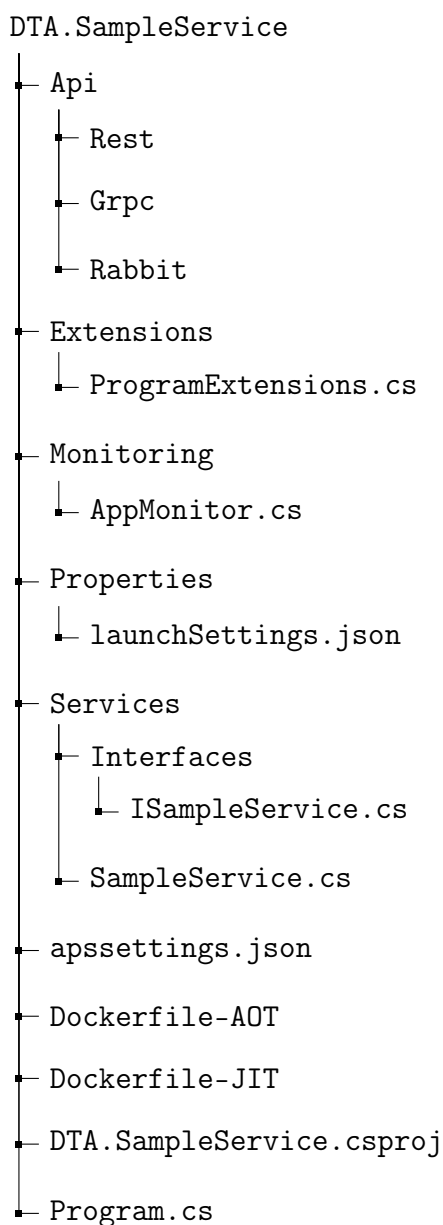 DTA.SampleService
Api
Rest
Grpc
Rabbit
Extensions
ProgramExtensions.cs
Monitoring
AppMonitor.cs
Properties
launchSettings.json
Services
Interfaces
ISampleService.cs
SampleService.cs
apssettings.json
Dockerfile-AOT
Dockerfile-JIT
DTA.SampleService.csproj
Program.cs